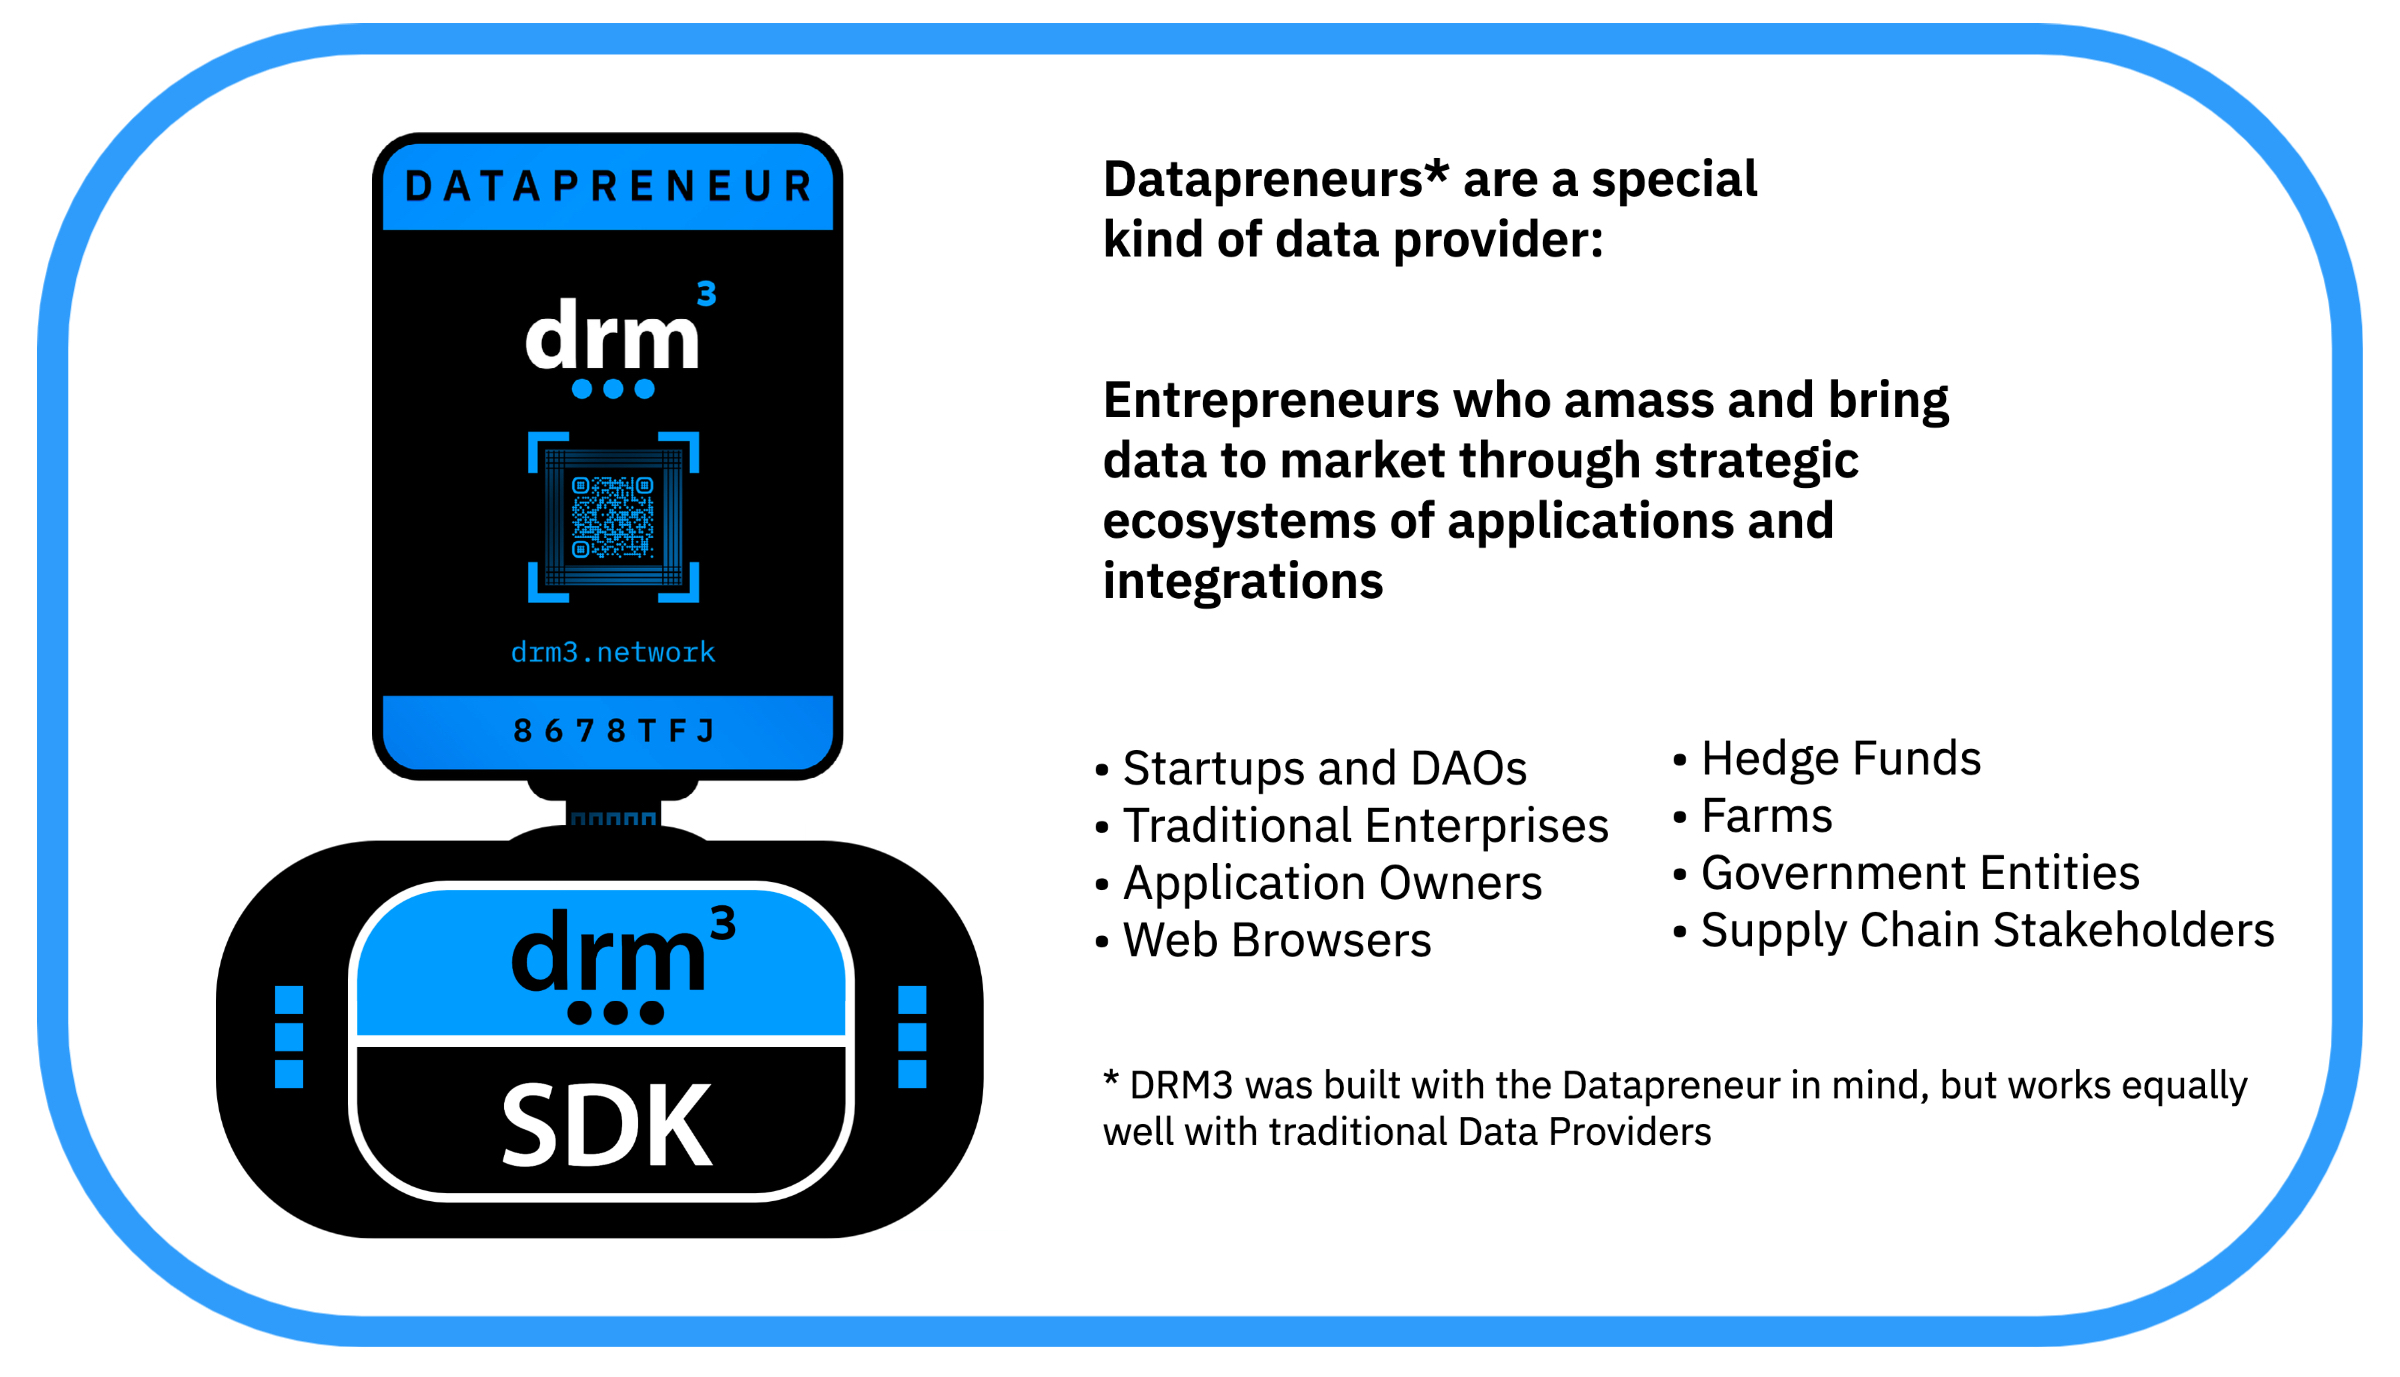 DATAPRENEUR
drm³
drm3.network
8678TFJ
drm³
SDK
Datapreneurs* are a special
kind of data provider:
Entrepreneurs who amass and bring
data to market through strategic
ecosystems of applications and
integrations
• Startups and DAOs
• Traditional Enterprises
• Application Owners
• Web Browsers
• Hedge Funds
• Farms
• Government Entities
• Supply Chain Stakeholders
* DRM3 was built with the Datapreneur in mind, but works equally
well with traditional Data Providers